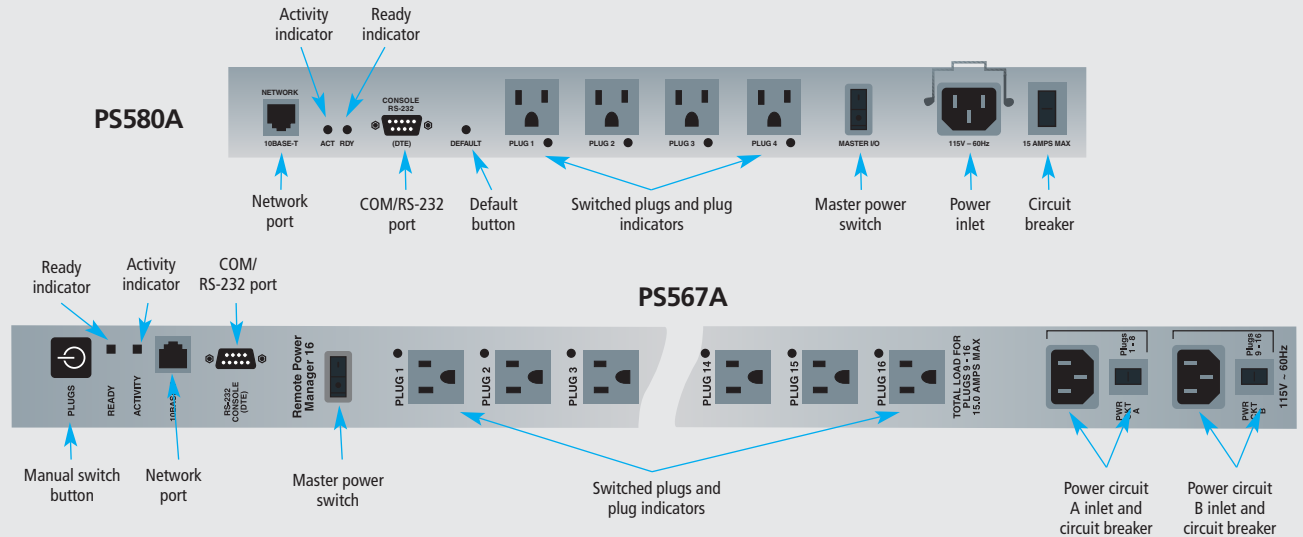 Activity
indicator
Ready
indicator
PS580A
NETWORK
10BASE-T
ACT RDY
CONSOLE
RS-232
(DTE)
DEFAULT
PLUG 1
PLUG 2
PLUG 3
PLUG 4
MASTER I/O
115V ~ 60Hz
15 AMPS MAX
Network
port
COM/RS-232
port
Default
button
Switched plugs and plug
indicators
Master power
switch
Power
inlet
Circuit
breaker
Ready
indicator
Activity
indicator
COM/
RS-232 port
PS567A
PLUGS
READY
ACTIVITY
RS-232
CONSOLE
(DTE)
Remote Power
Manager 16
PLUG 1
PLUG 2
PLUG 3
PLUG 14
PLUG 15
PLUG 16
TOTAL LOAD FOR
PLUGS 9 - 16
15.0 AMPS MAX
Plugs
1 - 8
PWR
CKT
A
Plugs
9 - 16
PWR
CKT
B
115V ~ 60Hz
Manual switch
button
Network
port
Master power
switch
Switched plugs and
plug indicators
Power circuit
A inlet and
circuit breaker
Power circuit
B inlet and
circuit breaker